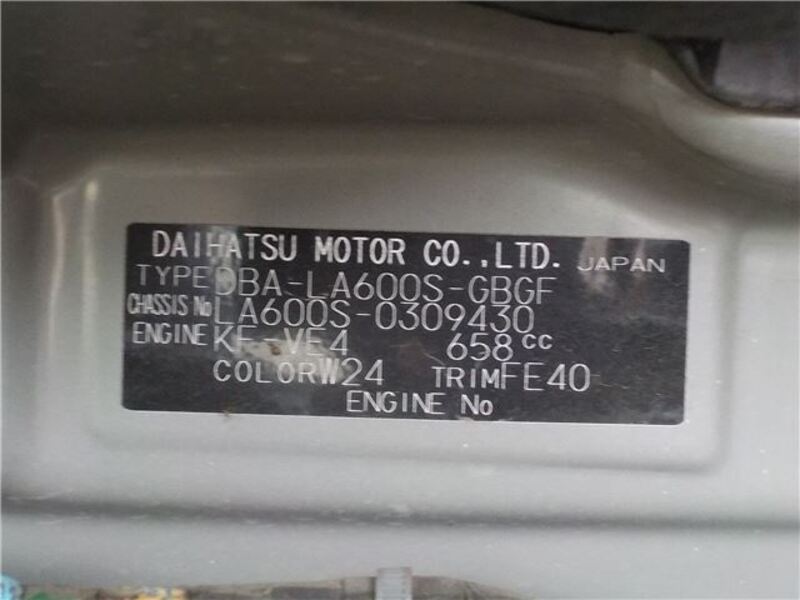 DAIHATSU MOTOR CO.,LTD. JAPAN
TYPE DBA-LA600S-GBGF
CHASSIS No LA600S-0309430
ENGINE KF-VE4 658cc
COLOR W24 TRIM FE40
ENGINE No